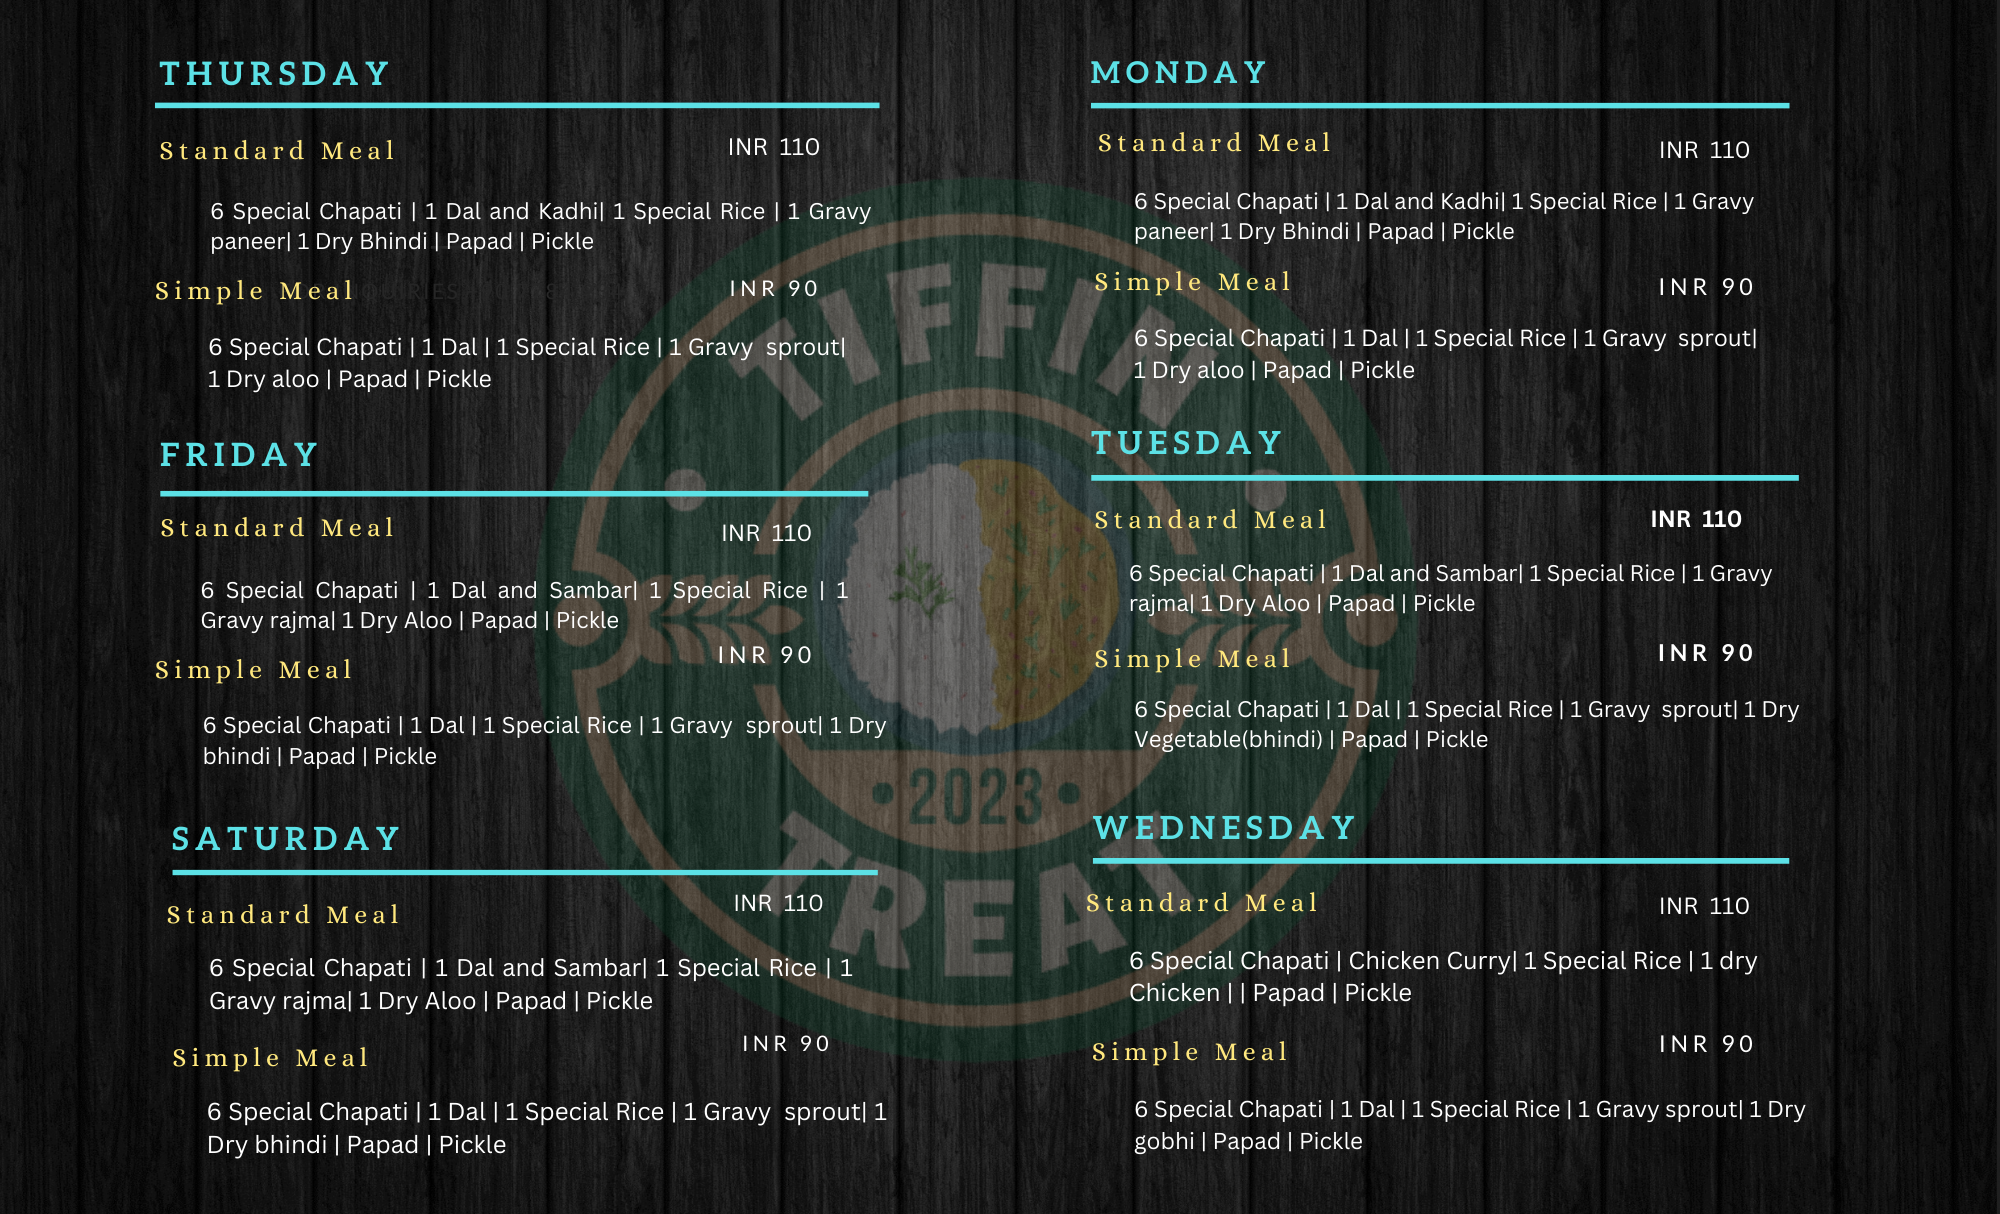 THURSDAY
Standard Meal INR 110
6 Special Chapati | 1 Dal and Kadhi| 1 Special Rice | 1 Gravy
paneer| 1 Dry Bhindi | Papad | Pickle
Simple Meal INR 90
6 Special Chapati | 1 Dal | 1 Special Rice | 1 Gravy sprout|
1 Dry aloo | Papad | Pickle
FRIDAY
Standard Meal INR 110
6 Special Chapati | 1 Dal and Sambar| 1 Special Rice | 1
Gravy rajma| 1 Dry Aloo | Papad | Pickle
Simple Meal INR 90
6 Special Chapati | 1 Dal | 1 Special Rice | 1 Gravy sprout| 1 Dry
bhindi | Papad | Pickle
SATURDAY
Standard Meal INR 110
6 Special Chapati | 1 Dal and Sambar| 1 Special Rice | 1
Gravy rajma| 1 Dry Aloo | Papad | Pickle
Simple Meal INR 90
6 Special Chapati | 1 Dal | 1 Special Rice | 1 Gravy sprout| 1
Dry bhindi | Papad | Pickle
MONDAY
Standard Meal INR 110
6 Special Chapati | 1 Dal and Kadhi| 1 Special Rice | 1 Gravy
paneer| 1 Dry Bhindi | Papad | Pickle
Simple Meal INR 90
6 Special Chapati | 1 Dal | 1 Special Rice | 1 Gravy sprout|
1 Dry aloo | Papad | Pickle
TUESDAY
Standard Meal INR 110
6 Special Chapati | 1 Dal and Sambar| 1 Special Rice | 1 Gravy
rajma| 1 Dry Aloo | Papad | Pickle
Simple Meal INR 90
6 Special Chapati | 1 Dal | 1 Special Rice | 1 Gravy sprout| 1 Dry
Vegetable(bhindi) | Papad | Pickle
WEDNESDAY
Standard Meal INR 110
6 Special Chapati | Chicken Curry| 1 Special Rice | 1 dry
Chicken | | Papad | Pickle
Simple Meal INR 90
6 Special Chapati | 1 Dal | 1 Special Rice | 1 Gravy sprout| 1 Dry
gobhi | Papad | Pickle
TIFFIN
2023
TREAT